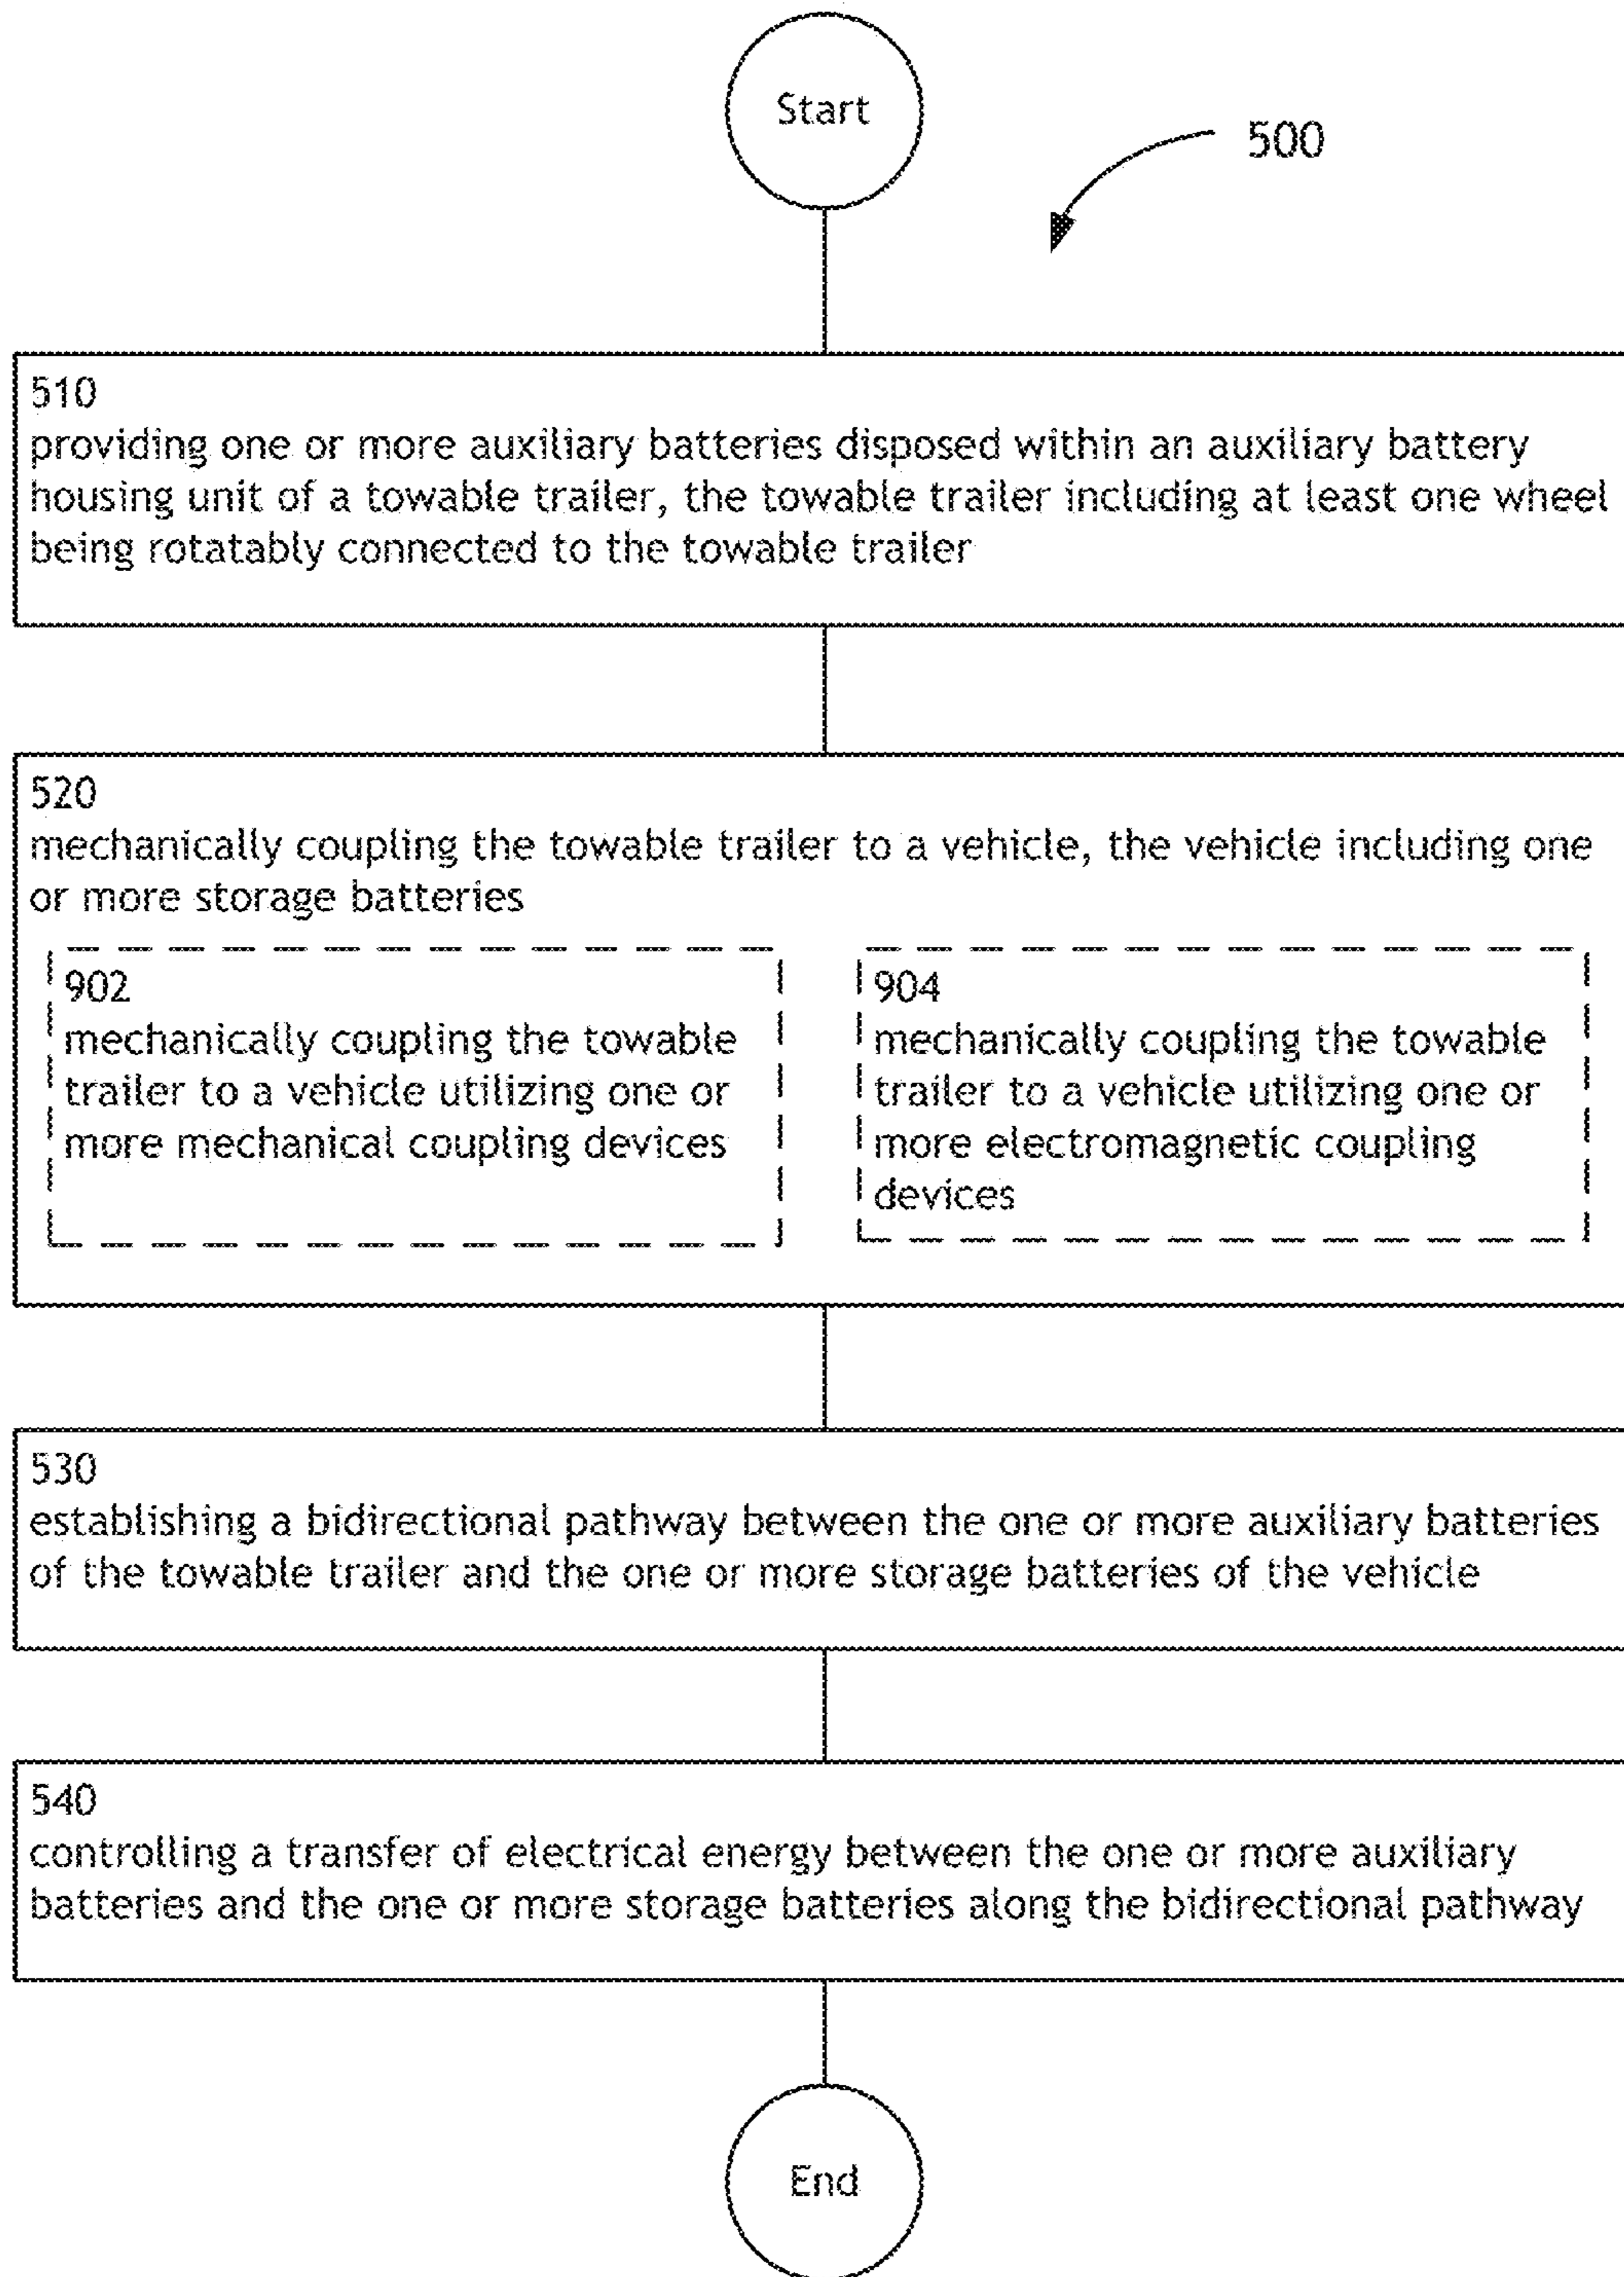 Start
500
510
providing one or more auxiliary batteries disposed within an auxiliary battery
housing unit of a towable trailer, the towable trailer including at least one wheel
being rotatably connected to the towable trailer
520
mechanically coupling the towable trailer to a vehicle, the vehicle including one
or more storage batteries
902
mechanically coupling the towable
trailer to a vehicle utilizing one or
more mechanical coupling devices
904
mechanically coupling the towable
trailer to a vehicle utilizing one or
more electromagnetic coupling
devices
530
establishing a bidirectional pathway between the one or more auxiliary batteries
of the towable trailer and the one or more storage batteries of the vehicle
540
controlling a transfer of electrical energy between the one or more auxiliary
batteries and the one or more storage batteries along the bidirectional pathway
End